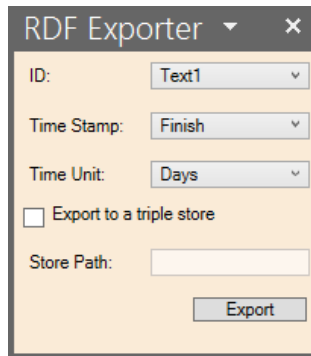 RDF Exporter
ID: Text1
Time Stamp: Finish
Time Unit: Days
Export to a triple store
Store Path:
Export